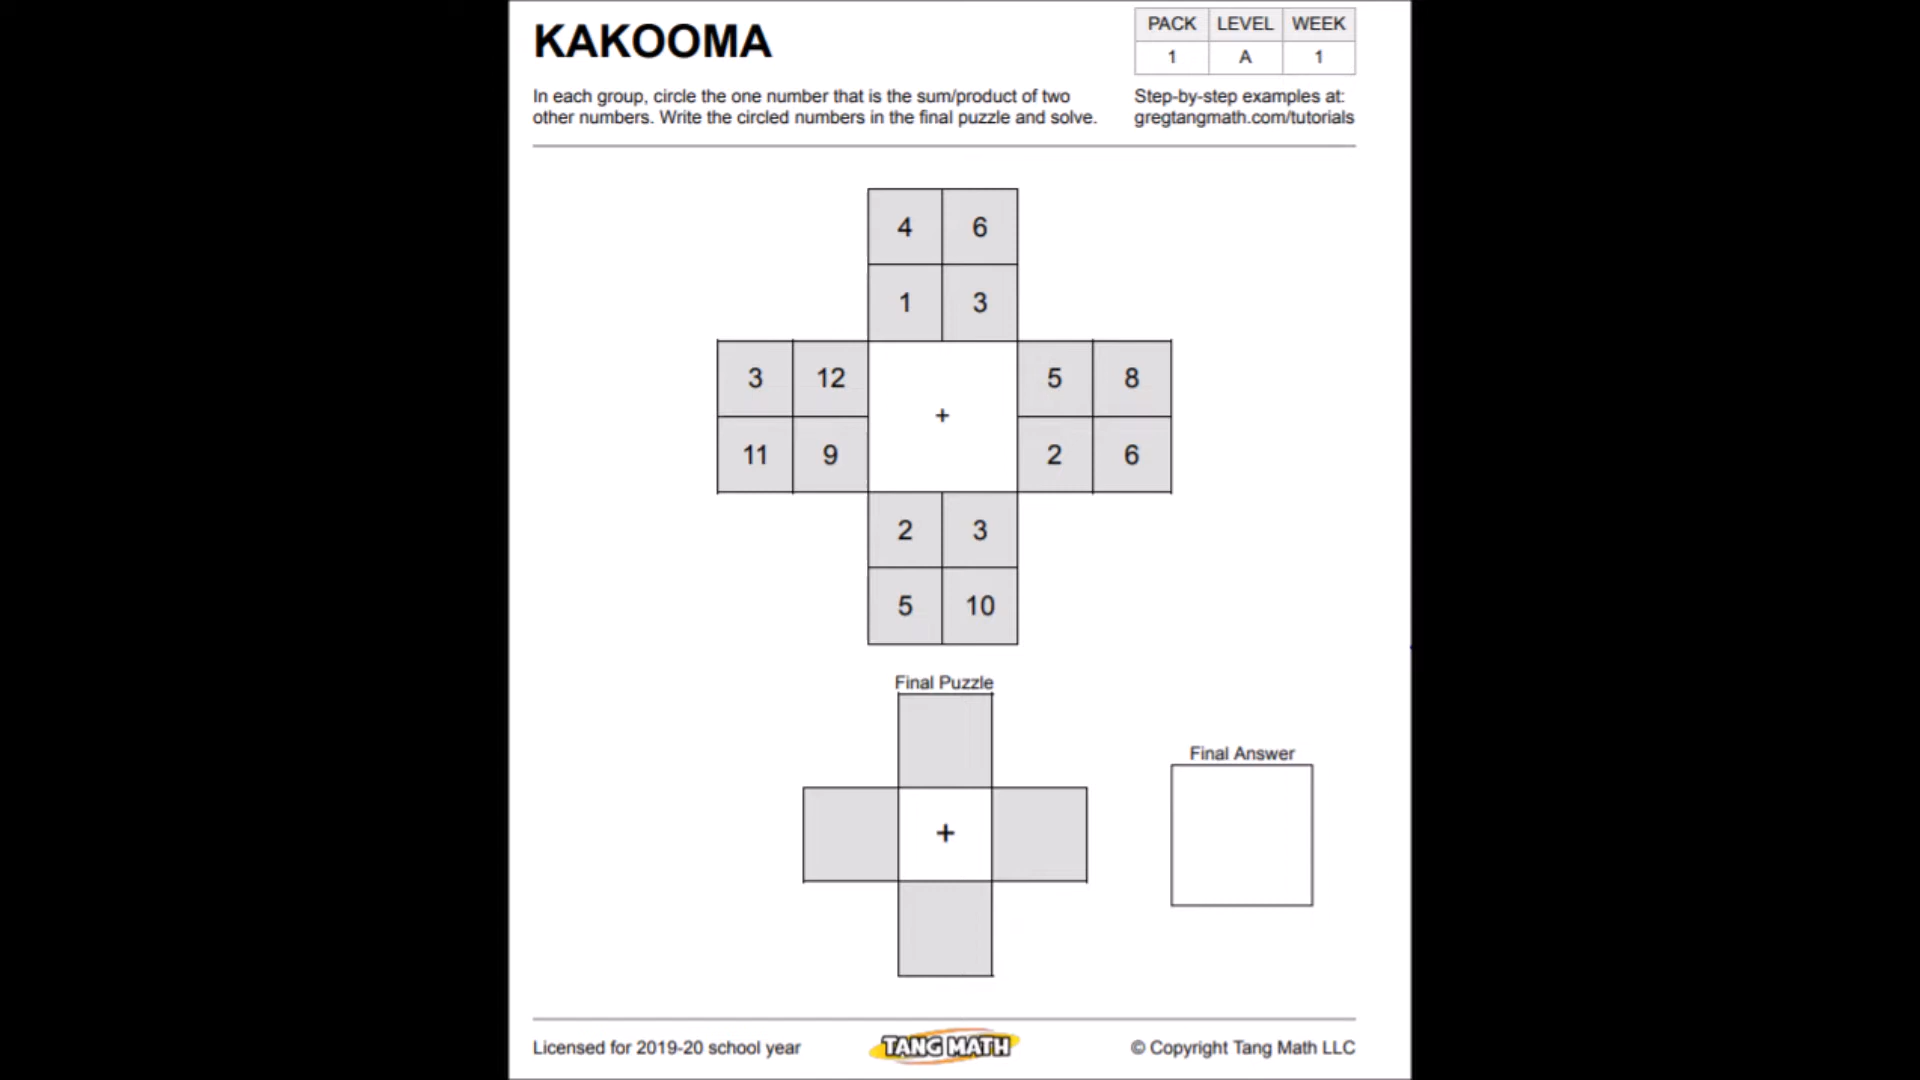 KAKOOMA
PACK LEVEL WEEK
1 A 1
In each group, circle the one number that is the sum/product of two
other numbers. Write the circled numbers in the final puzzle and solve.
Step-by-step examples at:
gregtangmath.com/tutorials
4 6
1 3
3 12 5 8
+
11 9 2 6
2 3
5 10
Final Puzzle
Final Answer
+
Licensed for 2019-20 school year
TANG MATH
© Copyright Tang Math LLC